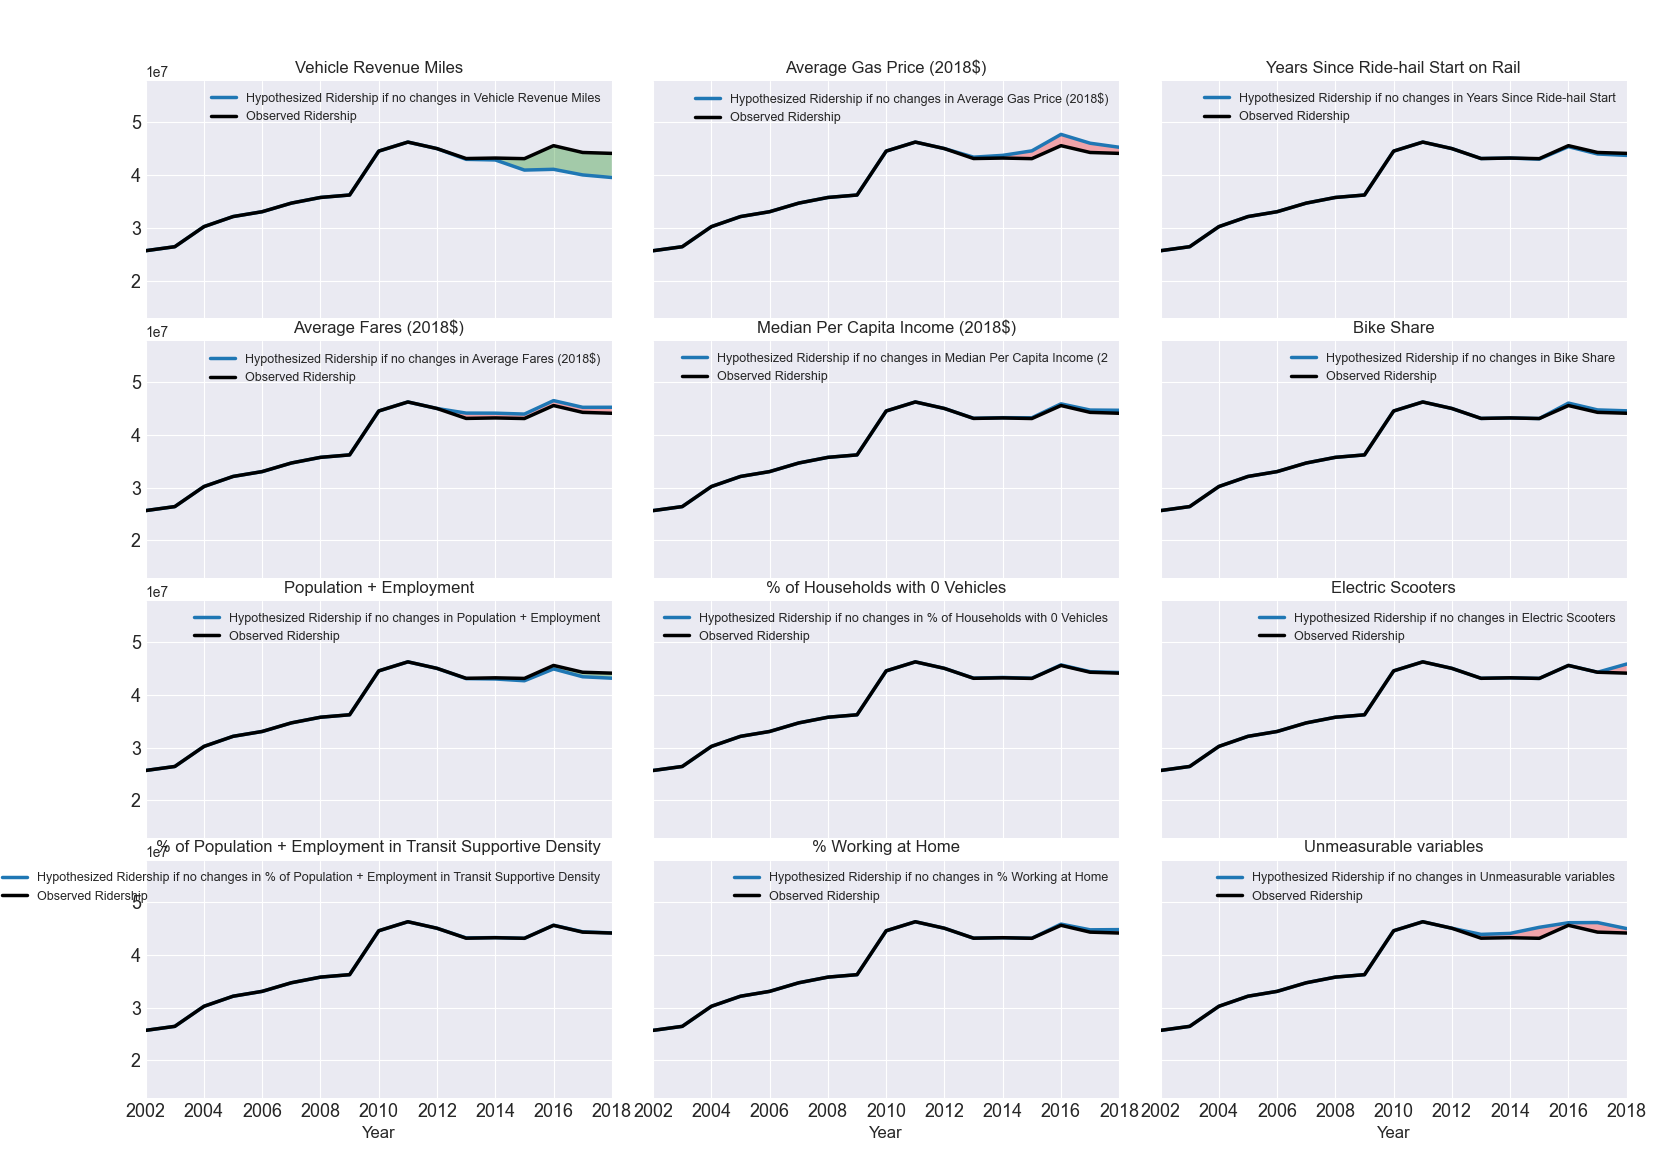 Vehicle Revenue Miles
1e7
Hypothesized Ridership if no changes in Vehicle Revenue Miles
Observed Ridership
5
4
3
2
Average Gas Price (2018$)
Hypothesized Ridership if no changes in Average Gas Price (2018$)
Observed Ridership
Years Since Ride-hail Start on Rail
Hypothesized Ridership if no changes in Years Since Ride-hail Start
Observed Ridership
Average Fares (2018$)
1e7
Hypothesized Ridership if no changes in Average Fares (2018$)
Observed Ridership
5
4
3
2
Median Per Capita Income (2018$)
Hypothesized Ridership if no changes in Median Per Capita Income (2
Observed Ridership
Bike Share
Hypothesized Ridership if no changes in Bike Share
Observed Ridership
Population + Employment
1e7
Hypothesized Ridership if no changes in Population + Employment
Observed Ridership
5
4
3
2
% of Households with 0 Vehicles
Hypothesized Ridership if no changes in % of Households with 0 Vehicles
Observed Ridership
Electric Scooters
Hypothesized Ridership if no changes in Electric Scooters
Observed Ridership
% of Population + Employment in Transit Supportive Density
1e7
Hypothesized Ridership if no changes in % of Population + Employment in Transit Supportive Density
Observed Ridership
5
4
3
2
2002 2004 2006 2008 2010 2012 2014 2016 2018
Year
% Working at Home
Hypothesized Ridership if no changes in % Working at Home
Observed Ridership
2002 2004 2006 2008 2010 2012 2014 2016 2018
Year
Unmeasurable variables
Hypothesized Ridership if no changes in Unmeasurable variables
Observed Ridership
2002 2004 2006 2008 2010 2012 2014 2016 2018
Year